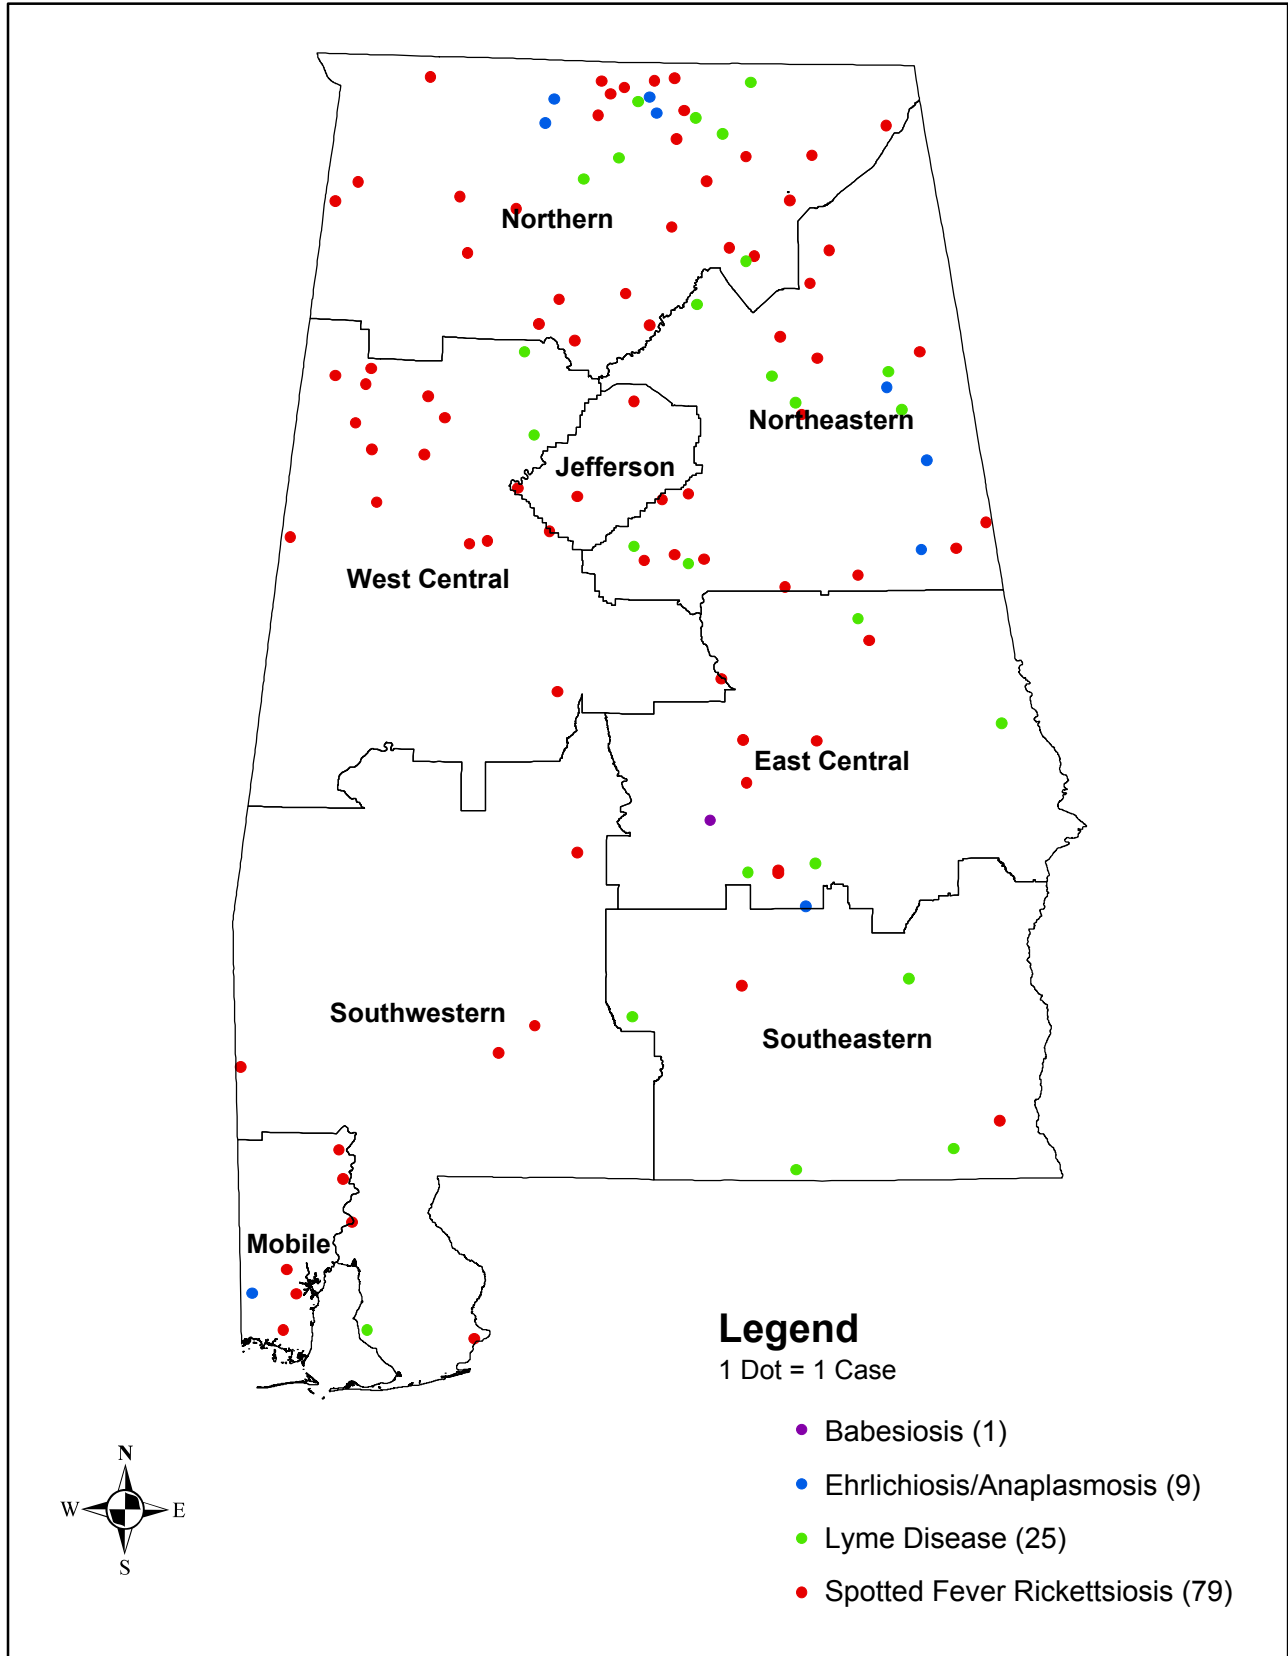 Northern
Northeastern
Jefferson
West Central
East Central
Southwestern
Southeastern
Mobile
Legend
1 Dot = 1 Case
Babesiosis (1)
Ehrlichiosis/Anaplasmosis (9)
Lyme Disease (25)
Spotted Fever Rickettsiosis (79)
N
W E
S